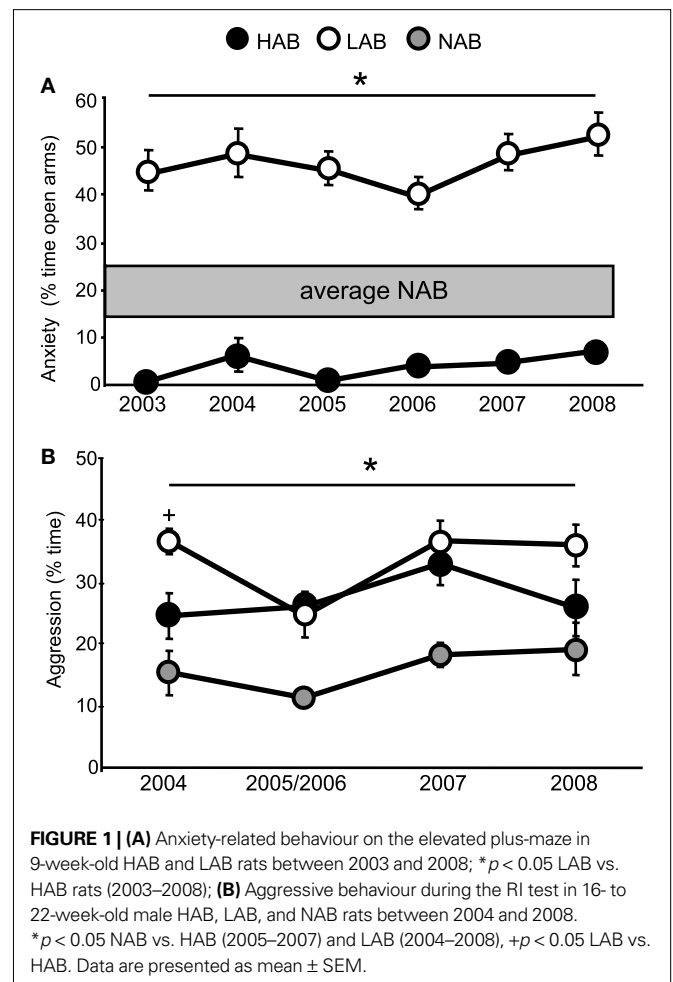 HAB LAB NAB
A
*
Anxiety (% time open arms)
60
50
40
30
20
10
0
average NAB
2003 2004 2005 2006 2007 2008
B
*
+
Aggression (% time)
50
40
30
20
10
0
2004 2005/2006 2007 2008
FIGURE 1 | (A) Anxiety-related behaviour on the elevated plus-maze in
9-week-old HAB and LAB rats between 2003 and 2008; *p < 0.05 LAB vs.
HAB rats (2003–2008); (B) Aggressive behaviour during the RI test in 16- to
22-week-old male HAB, LAB, and NAB rats between 2004 and 2008.
*p < 0.05 NAB vs. HAB (2005–2007) and LAB (2004–2008), +p < 0.05 LAB vs.
HAB. Data are presented as mean ± SEM.